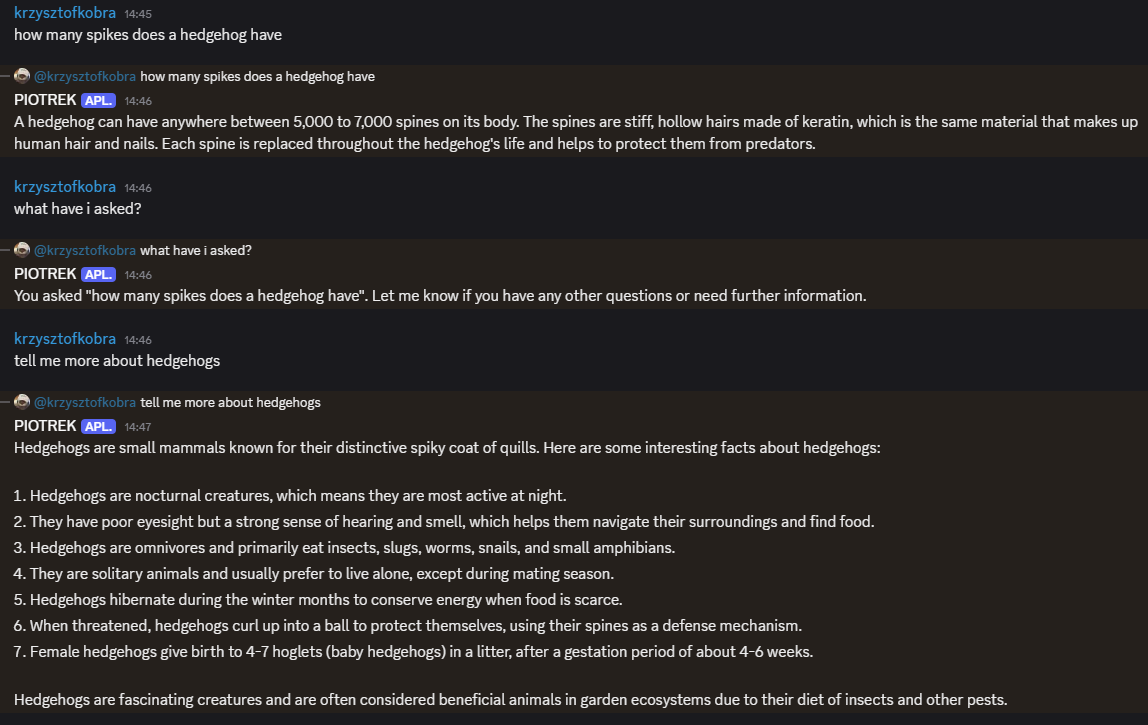 krzysztofkobra 14:45
how many spikes does a hedgehog have
@krzysztofkobra how many spikes does a hedgehog have
PIOTREK APL. 14:46
A hedgehog can have anywhere between 5,000 to 7,000 spines on its body. The spines are stiff, hollow hairs made of keratin, which is the same material that makes up
human hair and nails. Each spine is replaced throughout the hedgehog's life and helps to protect them from predators.
krzysztofkobra 14:46
what have i asked?
@krzysztofkobra what have i asked?
PIOTREK APL. 14:46
You asked "how many spikes does a hedgehog have". Let me know if you have any other questions or need further information.
krzysztofkobra 14:46
tell me more about hedgehogs
@krzysztofkobra tell me more about hedgehogs
PIOTREK APL. 14:47
Hedgehogs are small mammals known for their distinctive spiky coat of quills. Here are some interesting facts about hedgehogs:
1. Hedgehogs are nocturnal creatures, which means they are most active at night.
2. They have poor eyesight but a strong sense of hearing and smell, which helps them navigate their surroundings and find food.
3. Hedgehogs are omnivores and primarily eat insects, slugs, worms, snails, and small amphibians.
4. They are solitary animals and usually prefer to live alone, except during mating season.
5. Hedgehogs hibernate during the winter months to conserve energy when food is scarce.
6. When threatened, hedgehogs curl up into a ball to protect themselves, using their spines as a defense mechanism.
7. Female hedgehogs give birth to 4-7 hoglets (baby hedgehogs) in a litter, after a gestation period of about 4-6 weeks.
Hedgehogs are fascinating creatures and are often considered beneficial animals in garden ecosystems due to their diet of insects and other pests.